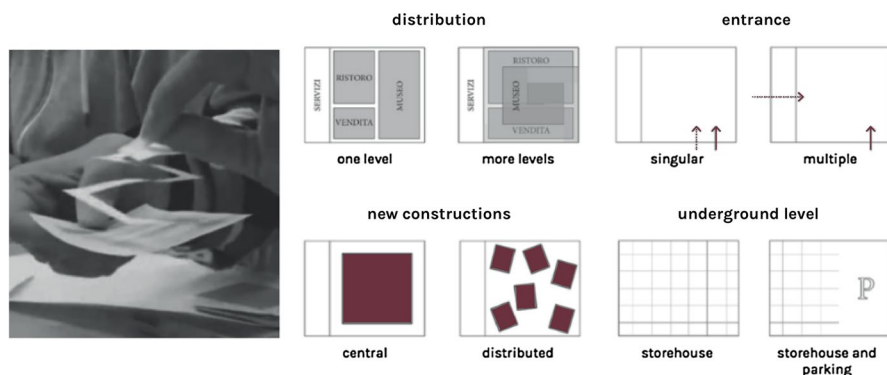 distribution
entrance
SERVIZI
RISTORO
VENDITA
MUSEO
SERVIZI
RISTORO
MUSEO
VENDITA
one level
more levels
singular
multiple
new constructions
underground level
P
central
distributed
storehouse
storehouse and
parking